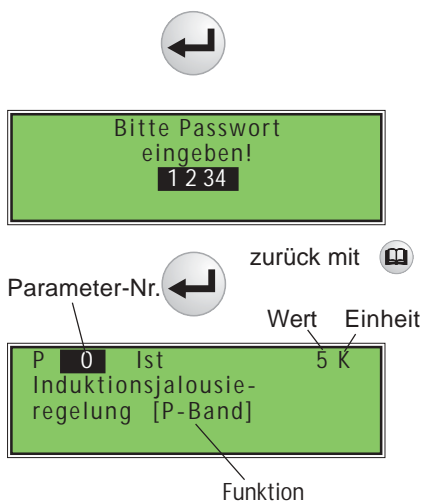 Bitte Passwort
eingeben!
1234
zurück mit
Parameter-Nr.
Wert Einheit
P 0 Ist 5 K
Induktionsjalousie-
regelung [P-Band]
Funktion